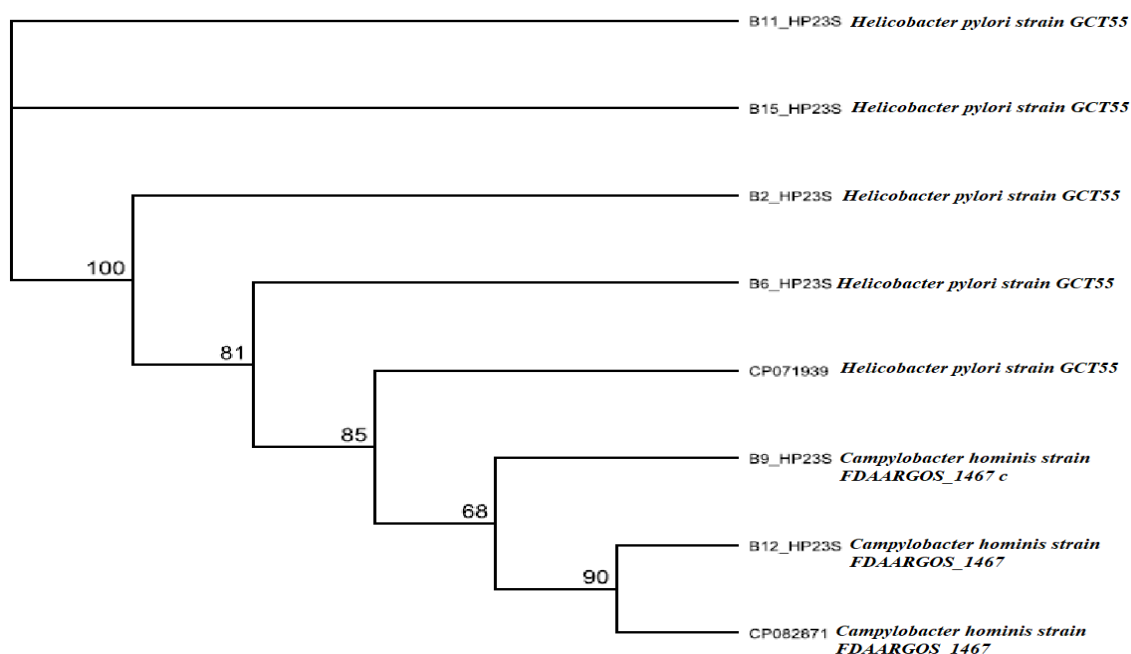 B11_HP23S Helicobacter pylori strain GCT55
B15_HP23S Helicobacter pylori strain GCT55
B2_HP23S Helicobacter pylori strain GCT55
100
B6_HP23S Helicobacter pylori strain GCT55
81
CP071939 Helicobacter pylori strain GCT55
85
B9_HP23S Campylobacter hominis strain
FDAARGOS_1467 c
68
B12_HP23S Campylobacter hominis strain
FDAARGOS_1467
90
CP082871 Campylobacter hominis strain
FDAARGOS_1467